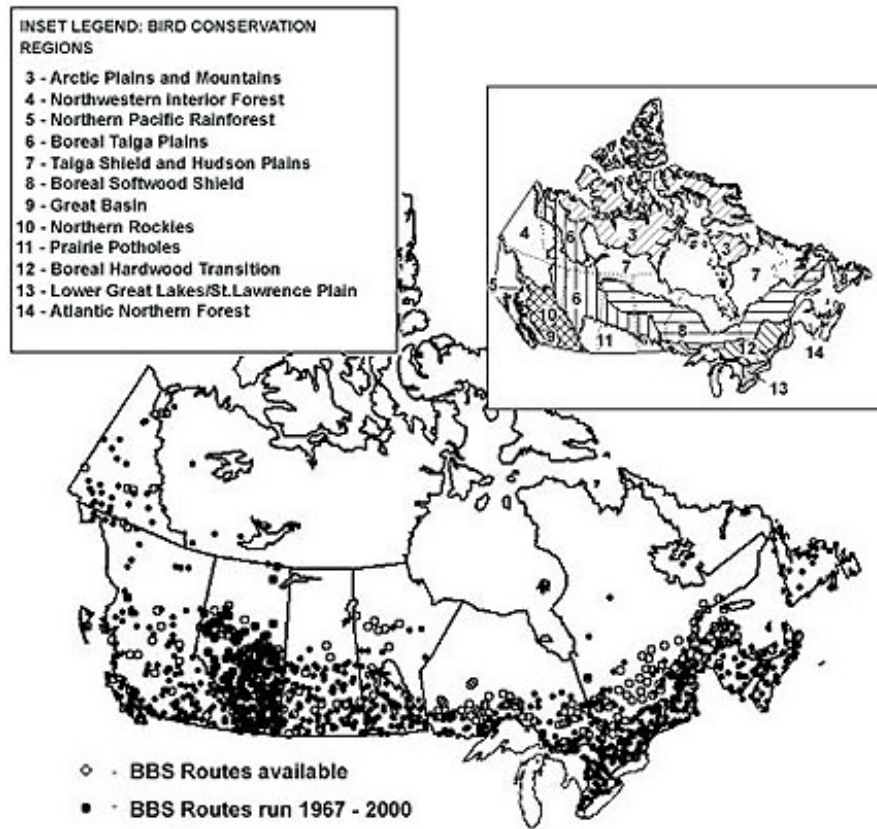 INSET LEGEND: BIRD CONSERVATION
REGIONS
3 - Arctic Plains and Mountains
4 - Northwestern Interior Forest
5 - Northern Pacific Rainforest
6 - Boreal Taiga Plains
7 - Taiga Shield and Hudson Plains
8 - Boreal Softwood Shield
9 - Great Basin
10 - Northern Rockies
11 - Prairie Potholes
12 - Boreal Hardwood Transition
13 - Lower Great Lakes/St.Lawrence Plain
14 - Atlantic Northern Forest
3
4
6
3
7
7
5
6
10
8
9
11
12
14
13
- BBS Routes available
- BBS Routes run 1967 - 2000